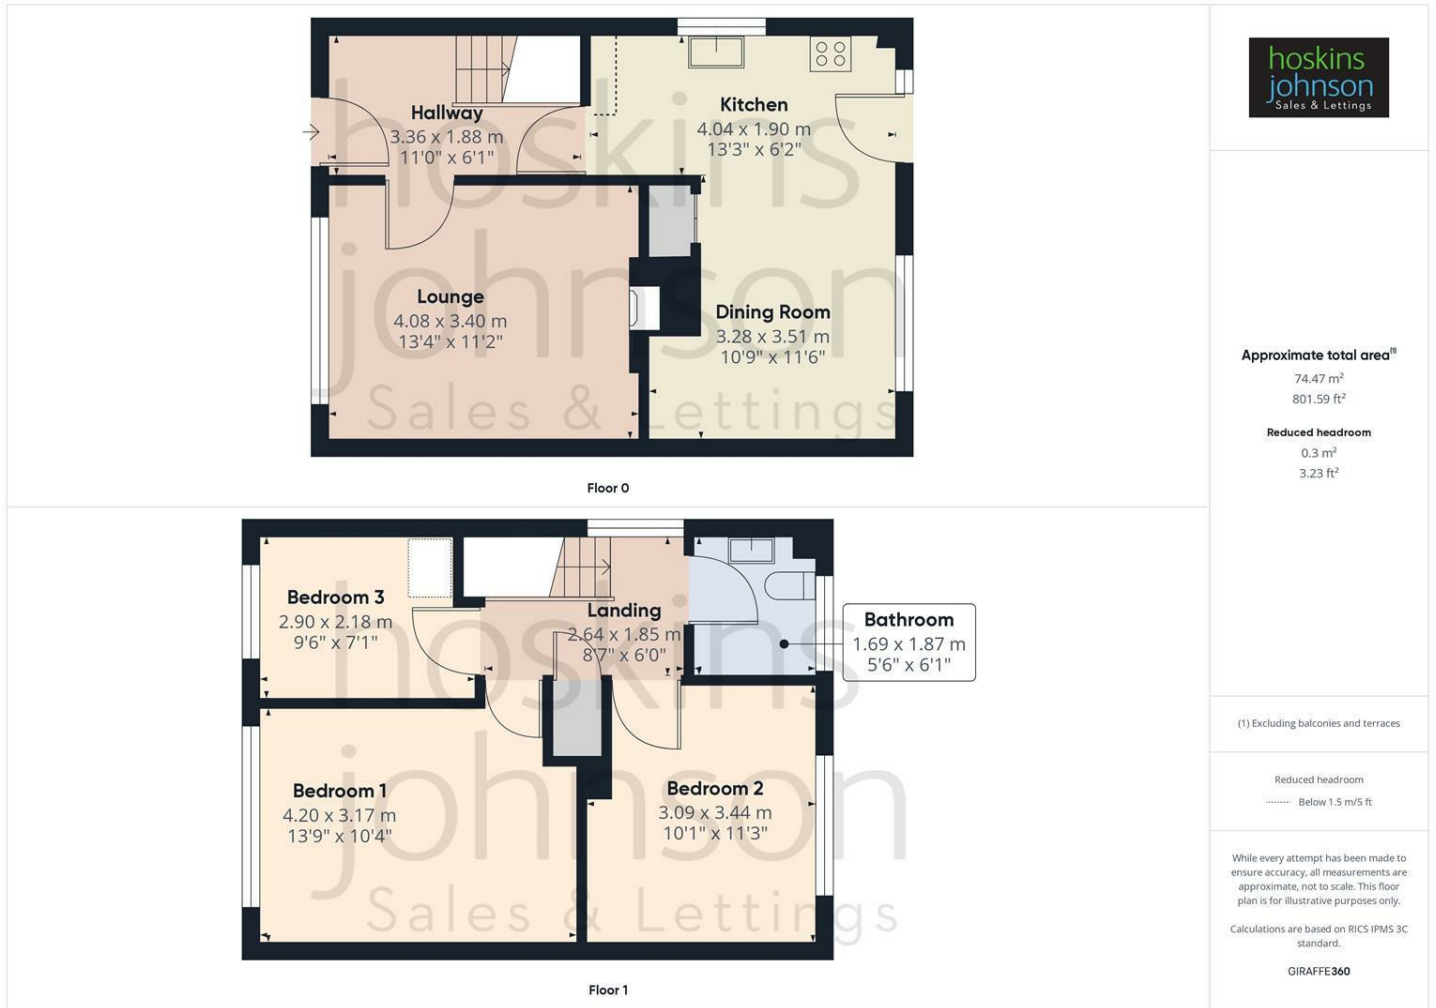 Hallway
3.36 x 1.88 m
11'0" x 6'1"
Kitchen
4.04 x 1.90 m
13'3" x 6'2"
Lounge
4.08 x 3.40 m
13'4" x 11'2"
Dining Room
3.28 x 3.51 m
10'9" x 11'6"
hoskins
johnson
Sales & Lettings
Floor 0
Bedroom 3
2.90 x 2.18 m
9'6" x 7'1"
Landing
2.64 x 1.85 m
8'7" x 6'0"
Bathroom
1.69 x 1.87 m
5'6" x 6'1"
Bedroom 1
4.20 x 3.17 m
13'9" x 10'4"
Bedroom 2
3.09 x 3.44 m
10'1" x 11'3"
hoskins
johnson
Sales & Lettings
Floor 1
hoskins
johnson
Sales & Lettings
Approximate total area(1)
74.47 m²
801.59 ft²
Reduced headroom
0.3 m²
3.23 ft²
(1) Excluding balconies and terraces
Reduced headroom
Below 1.5 m/5 ft
While every attempt has been made to
ensure accuracy, all measurements are
approximate, not to scale. This floor
plan is for illustrative purposes only.
Calculations are based on RICS IPMS 3C
standard.
GIRAFFE360